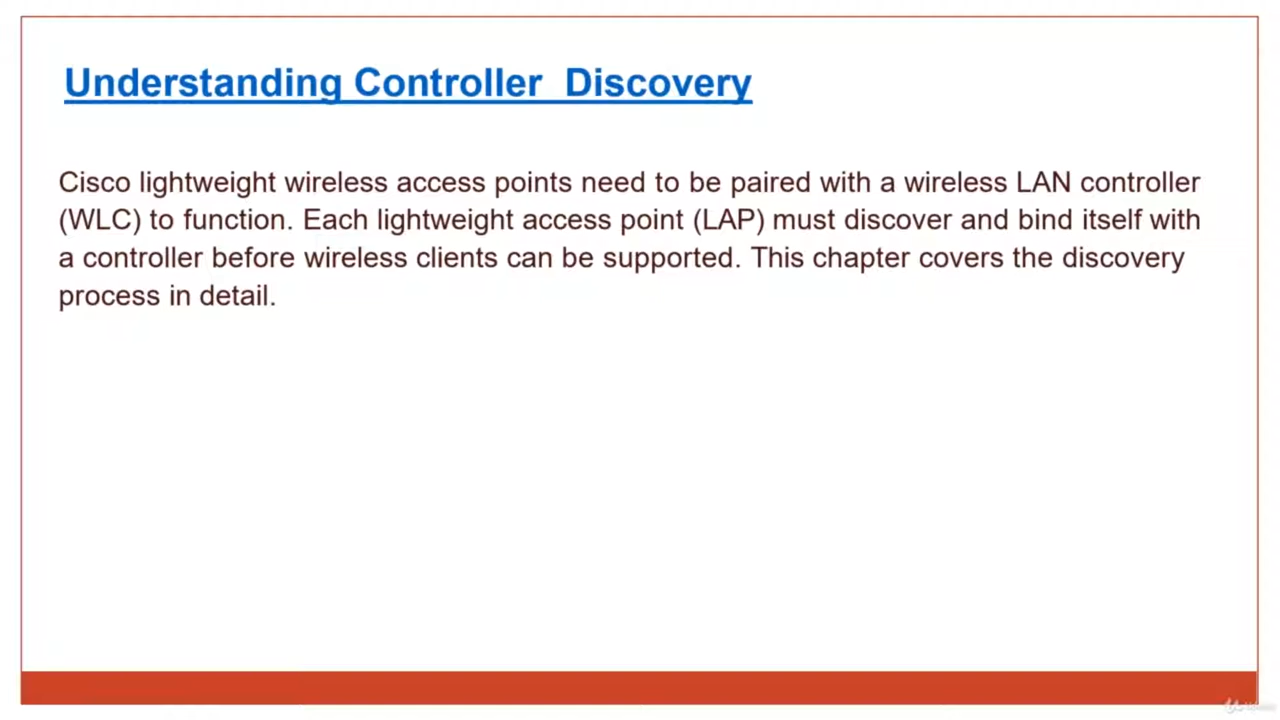 Understanding Controller  Discovery
Cisco lightweight wireless access points need to be paired with a wireless LAN controller
(WLC) to function. Each lightweight access point (LAP) must discover and bind itself with
a controller before wireless clients can be supported. This chapter covers the discovery
process in detail.